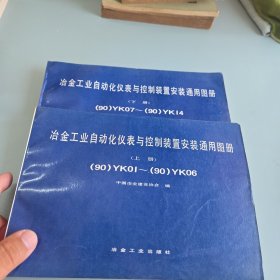 冶金工业自动化仪表与控制装置安装通用图册
(下册)
(90)YK07~(90)YK14
冶金工业自动化仪表与控制装置安装通用图册
(上册)
(90)YK01~(90)YK06
中国冶金建设协会 编
冶金工业出版社